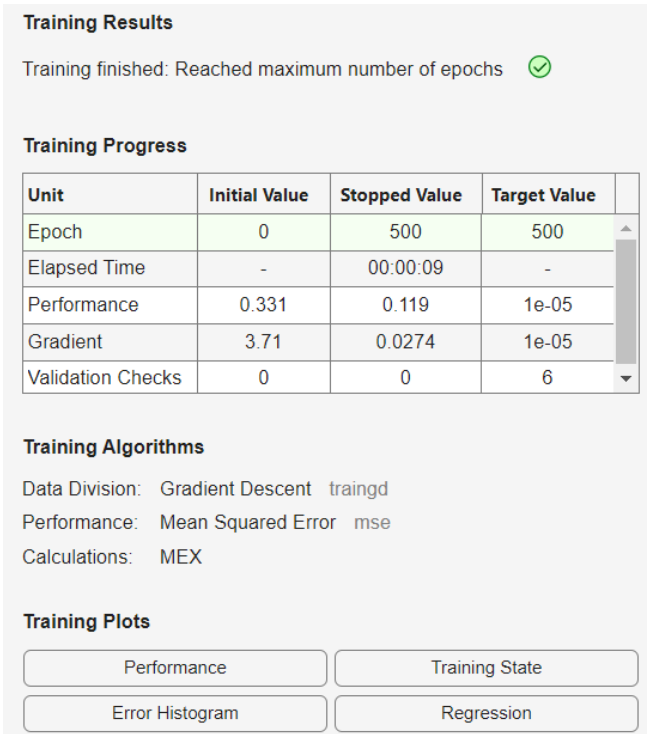 Training Results
Training finished: Reached maximum number of epochs
Training Progress
Unit Initial Value Stopped Value Target Value
Epoch 0 500 500
Elapsed Time - 00:00:09 -
Performance 0.331 0.119 1e-05
Gradient 3.71 0.0274 1e-05
Validation Checks 0 0 6
Training Algorithms
Data Division: Gradient Descent traingd
Performance: Mean Squared Error mse
Calculations: MEX
Training Plots
Performance Training State
Error Histogram Regression